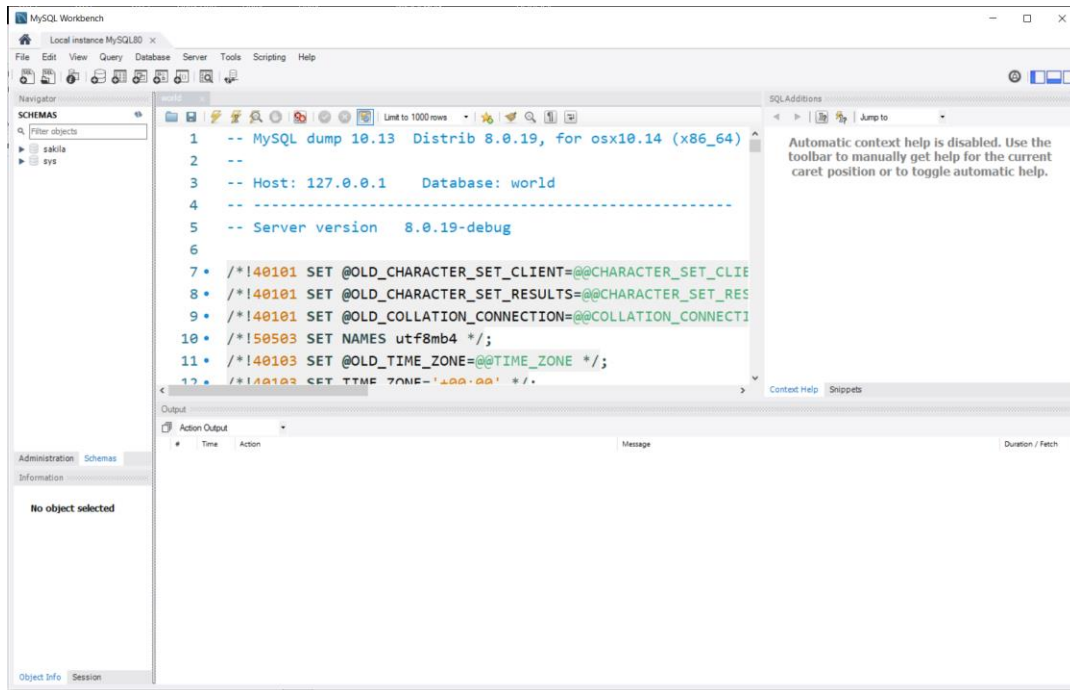 MySQL Workbench
Local instance MySQL80
File Edit View Query Database Server Tools Scripting Help
Navigator
SCHEMAS
Filter objects
sakila
sys
Administration Schemas
Information
No object selected
Object Info Session
world
Limit to 1000 rows
1 -- MySQL dump 10.13 Distrib 8.0.19, for osx10.14 (x86_64)
2 --
3 -- Host: 127.0.0.1 Database: world
4 -- ------------------------------------------------------
5 -- Server version 8.0.19-debug
6
7 /*!40101 SET @OLD_CHARACTER_SET_CLIENT=@@CHARACTER_SET_CLIE
8 /*!40101 SET @OLD_CHARACTER_SET_RESULTS=@@CHARACTER_SET_RES
9 /*!40101 SET @OLD_COLLATION_CONNECTION=@@COLLATION_CONNECTI
10 /*!50503 SET NAMES utf8mb4 */;
11 /*!40103 SET @OLD_TIME_ZONE=@@TIME_ZONE */;
12 /*!40103 SET TIME_ZONE='+00:00' */;
SQLAdditions
Jump to
Automatic context help is disabled. Use the
toolbar to manually get help for the current
caret position or to toggle automatic help.
Context Help Snippets
Output
Action Output
# Time Action Message Duration / Fetch